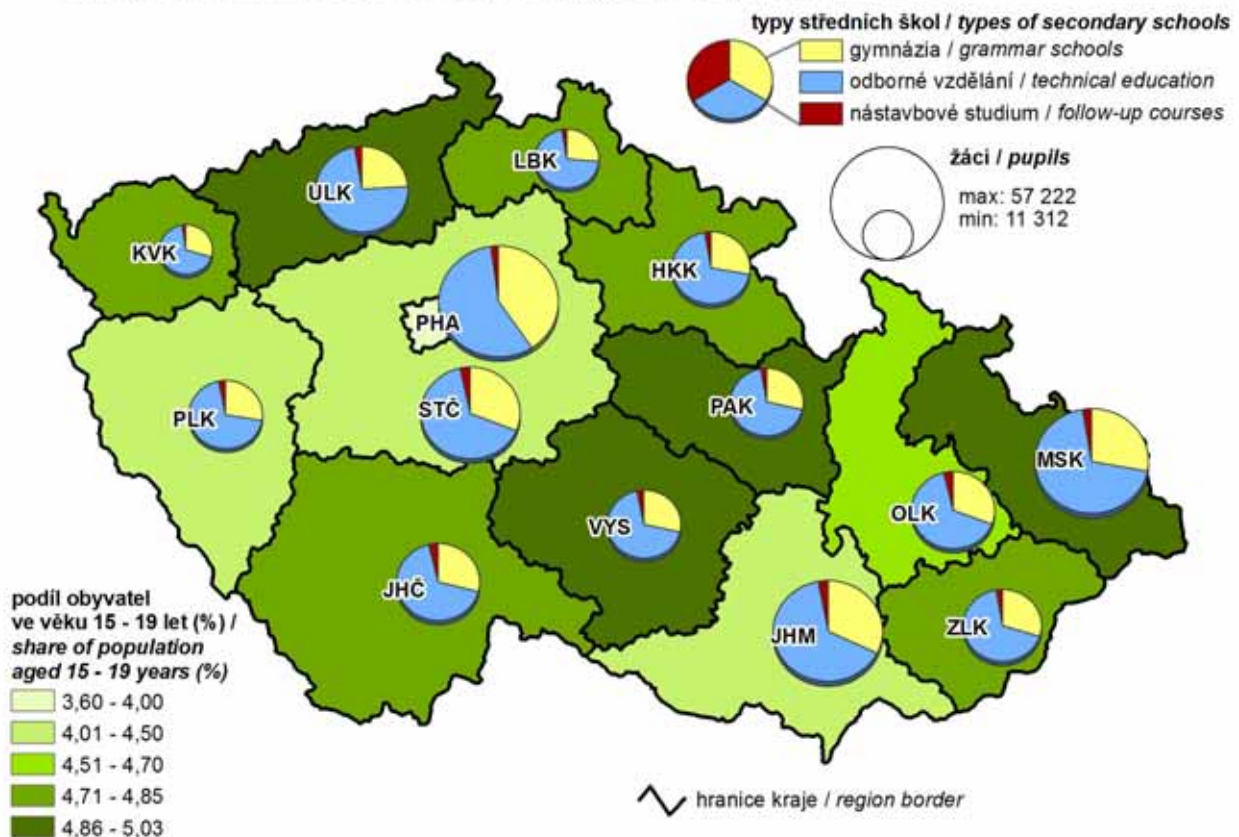 typy středních škol / types of secondary schools
gymnázia / grammar schools
odborné vzdělání / technical education
nástavbové studium / follow-up courses
žáci / pupils
max: 57 222
min: 11 312
ULK
LBK
KVK
HKK
PHA
PLK
STČ
PAK
MSK
OLK
VYS
JHČ
JHM
ZLK
podíl obyvatel
ve věku 15 - 19 let (%) /
share of population
aged 15 - 19 years (%)
3,60 - 4,00
4,01 - 4,50
4,51 - 4,70
4,71 - 4,85
4,86 - 5,03
hranice kraje / region border